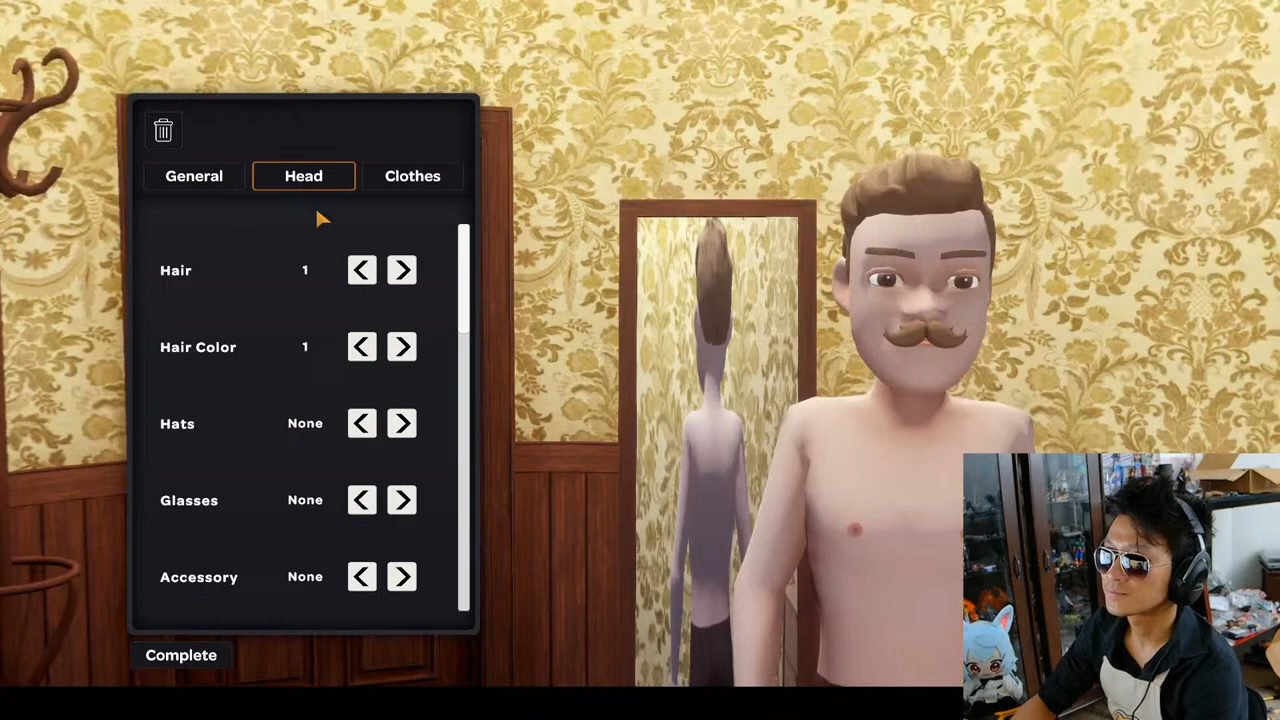 General Head Clothes
Hair 1
Hair Color 1
Hats None
Glasses None
Accessory None
Complete